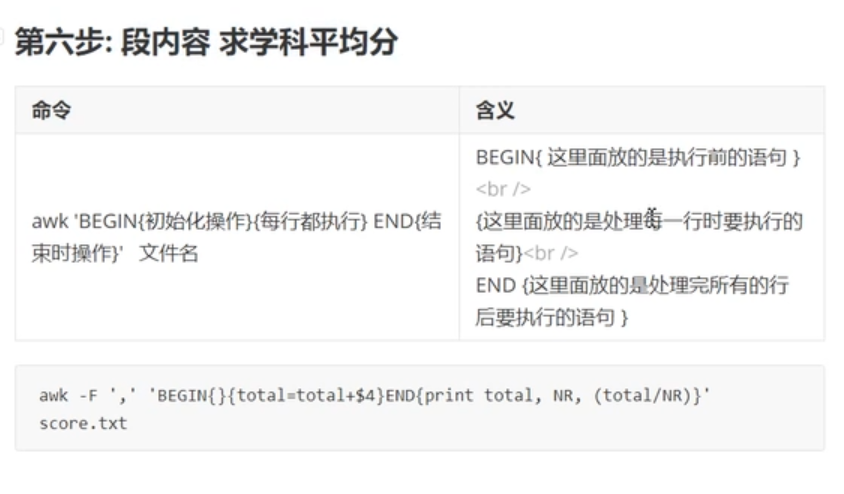 第六步: 段内容 求学科平均分
命令
含义
awk 'BEGIN{初始化操作}{每行都执行} END{结
束时操作}' 文件名
BEGIN{ 这里面放的是执行前的语句 }
<br />
{这里面放的是处理每一行时要执行的
语句}<br />
END {这里面放的是处理完所有的行
后要执行的语句 }
awk -F ',' 'BEGIN{}{total=total+$4}END{print total, NR, (total/NR)}'
score.txt